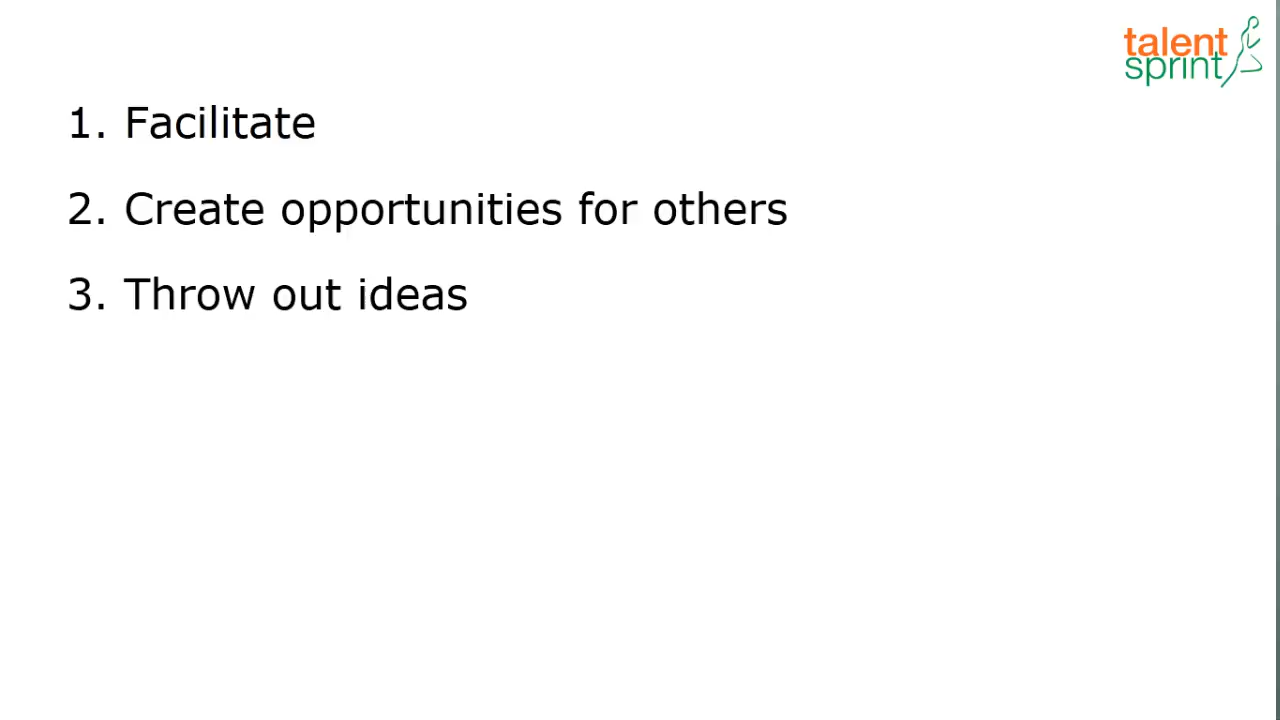 talent
sprint
1. Facilitate
2. Create opportunities for others
3. Throw out ideas